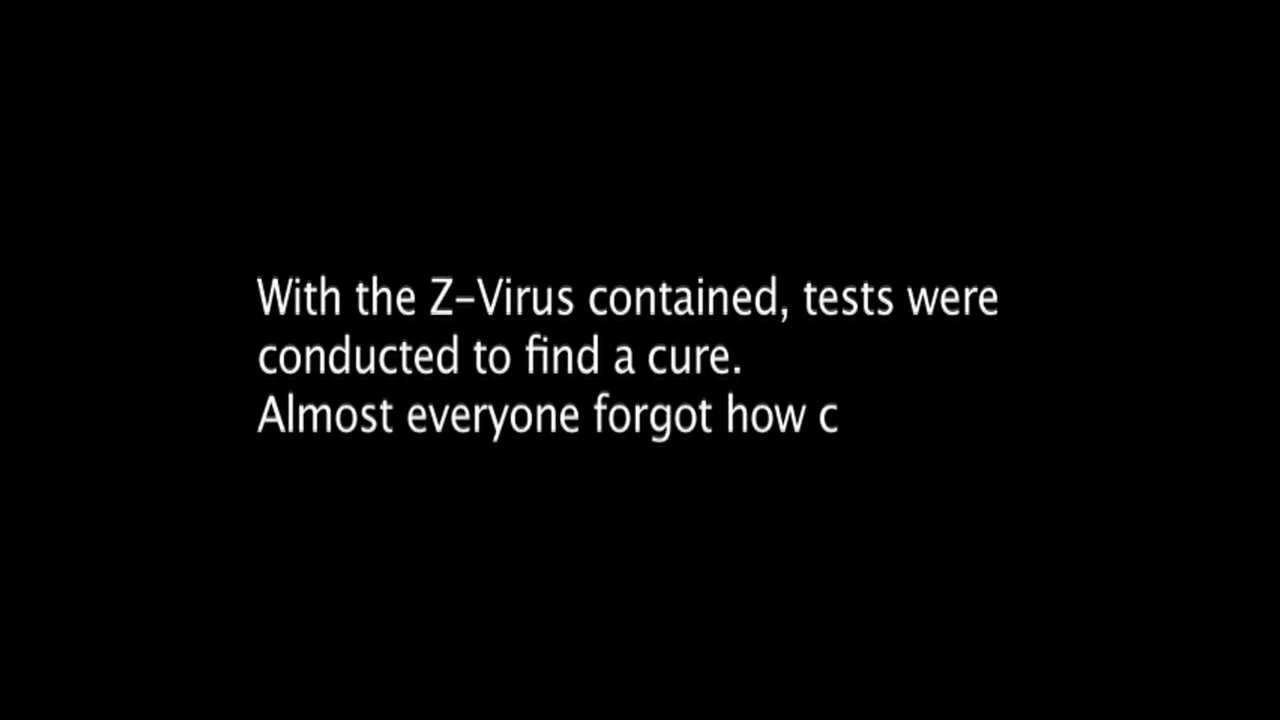 With the Z-Virus contained, tests were
conducted to find a cure.
Almost everyone forgot how c